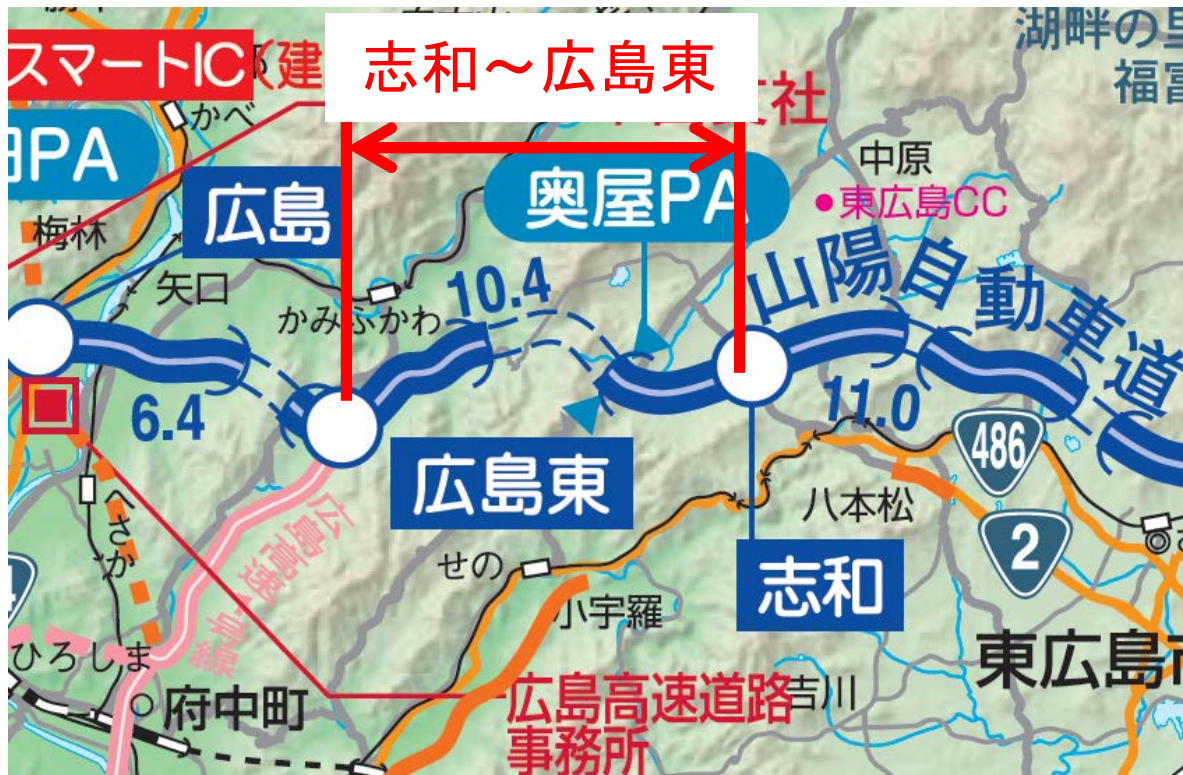 湖畔の里
福富
スマートIC
(建
志和～広島東
支社
かべ
PA
中原
広島
奥屋PA
東広島CC
梅林
矢口
10.4
山陽自動車道
かみふかわ
6.4
11.0
広島東
486
八本松
へさか
広島高速1号線
2
せの
志和
小宇羅
ひろしま
東広島市
府中町
広島高速道路
事務所
吉川